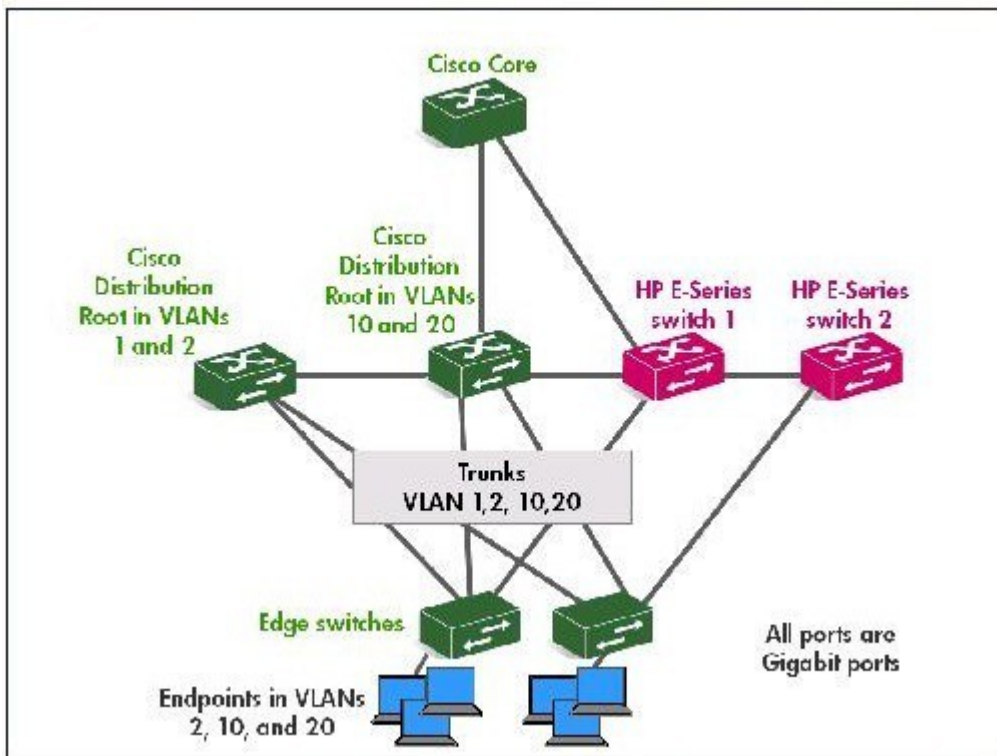 Cisco Core
Cisco
Distribution
Root in VLANs
1 and 2
Cisco
Distribution
Root in VLANs
10 and 20
HP E-Series
switch 1
HP E-Series
switch 2
Trunks
VLAN 1,2, 10,20
Edge switches
All ports are
Gigabit ports
Endpoints in VLANs
2, 10, and 20